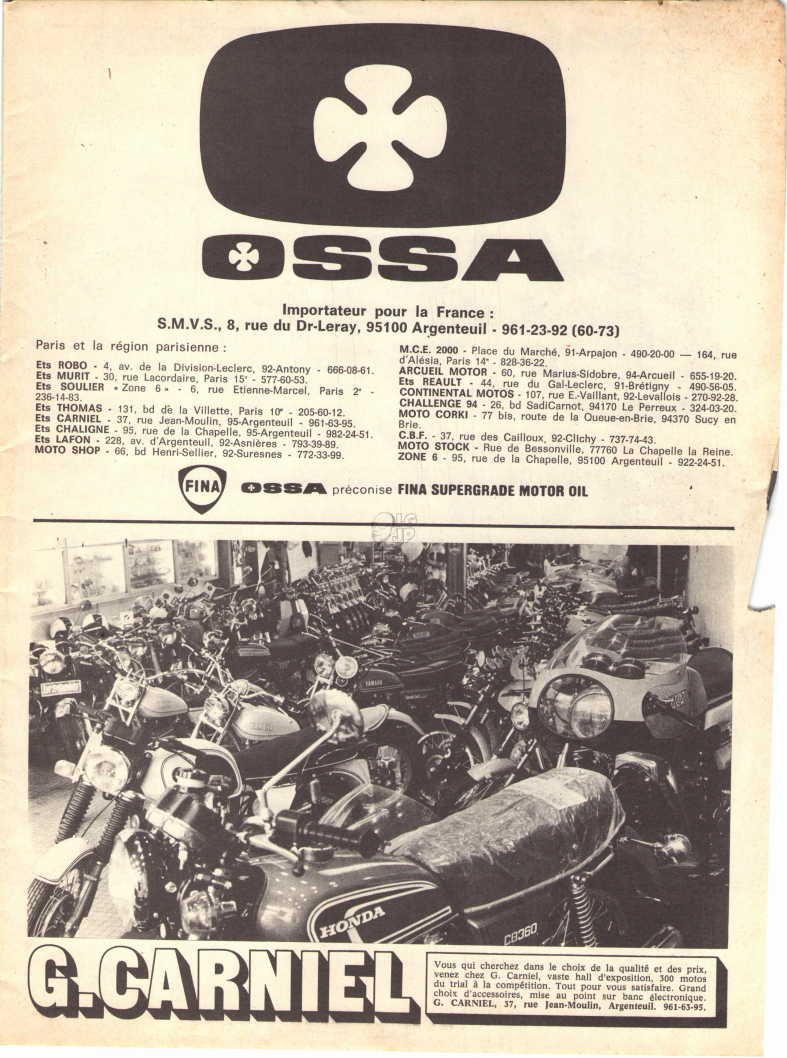 OSSA
Importateur pour la France :
S.M.V.S., 8, rue du Dr-Leray, 95100 Argenteuil - 961-23-92 (60-73)
Paris et la région parisienne :
Ets ROBO - 4, av. de la Division-Leclerc, 92-Antony - 666-08-61.
Ets MURIT - 30, rue Lacordaire, Paris 15e - 577-60-53.
Ets SOULIER « Zone 6 » - 6, rue Etienne-Marcel, Paris 2e -
236-14-83.
Ets THOMAS - 131, bd de la Villette, Paris 10e - 205-60-12.
Ets CARNIEL - 37, rue Jean-Moulin, 95-Argenteuil - 961-63-95.
Ets CHALIGNE - 95, rue de la Chapelle, 95-Argenteuil - 982-24-51.
Ets LAFON - 228, av. d'Argenteuil, 92-Asnières - 793-39-89.
MOTO SHOP - 66, bd Henri-Sellier, 92-Suresnes - 772-33-99.
M.C.E. 2000 - Place du Marché, 91-Arpajon - 490-20-00 — 164, rue
d'Alésia, Paris 14e - 828-36-22.
ARCUEIL MOTOR - 60, rue Marius-Sidobre, 94-Arcueil - 655-19-20.
Ets REAULT - 44, rue du Gal-Leclerc, 91-Brétigny - 490-56-05.
CONTINENTAL MOTOS - 107, rue E.-Vaillant, 92-Levallois - 270-92-28.
CHALLENGE 94 - 26, bd SadiCarnot, 94170 Le Perreux - 324-03-20.
MOTO CORKI - 77 bis, route de la Queue-en-Brie, 94370 Sucy en
Brie.
C.B.F. - 37, rue des Cailloux, 92-Clichy - 737-74-43.
MOTO STOCK - Rue de Bessonville, 77760 La Chapelle la Reine.
ZONE 6 - 95, rue de la Chapelle, 95100 Argenteuil - 922-24-51.
FINA OSSA préconise FINA SUPERGRADE MOTOR OIL
LG
JP
YAMAHA
HONDA
CB360
G.CARNIEL
Vous qui cherchez dans le choix de la qualité et des prix,
venez chez G. Carniel, vaste hall d'exposition, 300 motos
du trial à la compétition. Tout pour vous satisfaire. Grand
choix d'accessoires, mise au point sur banc électronique.
G. CARNIEL, 37, rue Jean-Moulin, Argenteuil. 961-63-95.